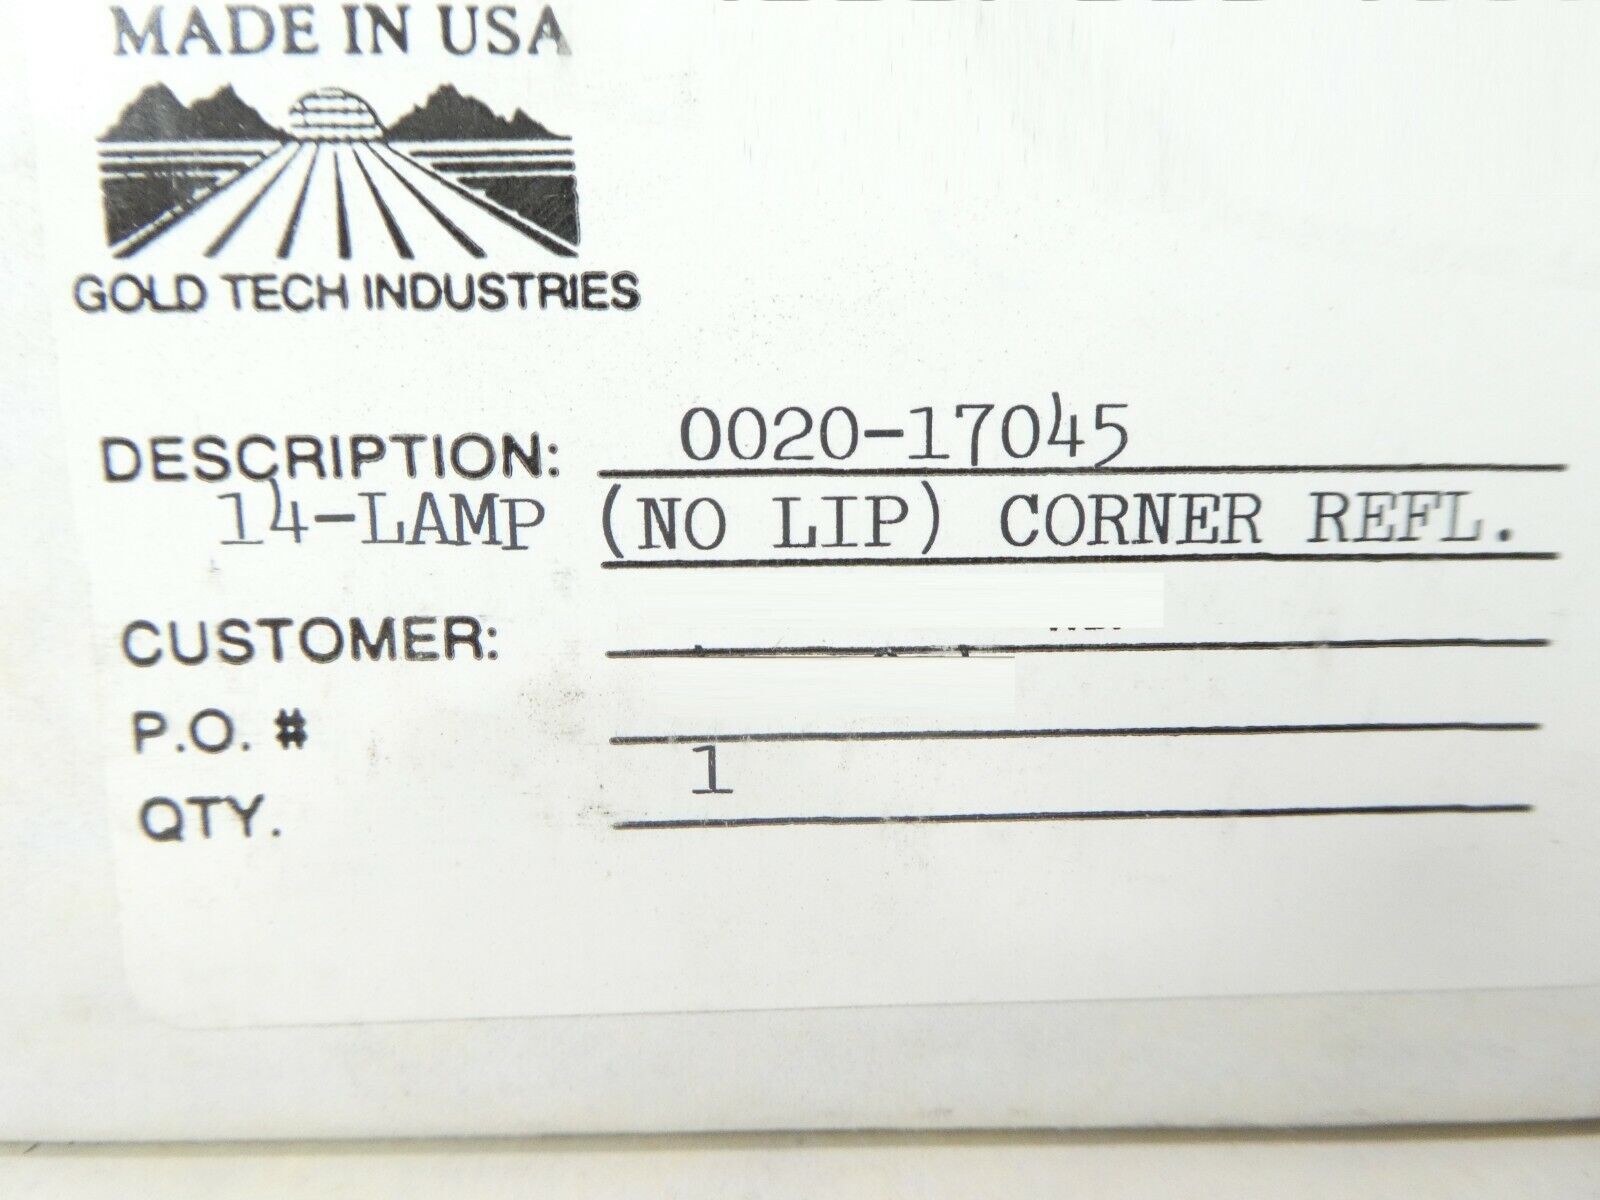 MADE IN USA
GOLD TECH INDUSTRIES
DESCRIPTION: 0020-17045
14-LAMP (NO LIP) CORNER REFL.
CUSTOMER:
P.O. #
QTY. 1